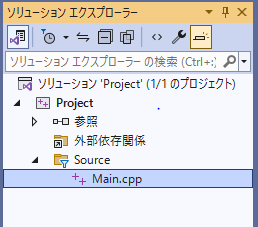 ソリューション エクスプローラー
ソリューション エクスプローラー の検索 (Ctrl+;)
ソリューション 'Project' (1/1 のプロジェクト)
Project
参照
外部依存関係
Source
Main.cpp